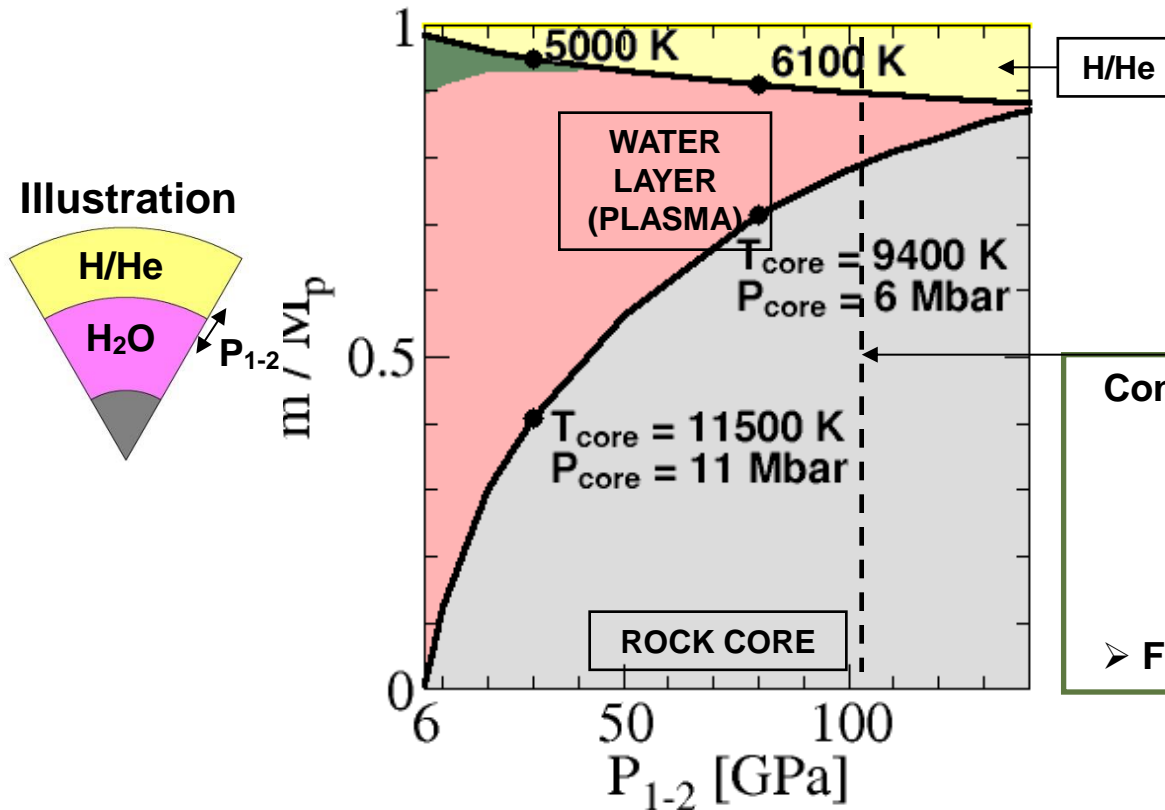 Illustration
H/He
H₂O
P₁₋₂
m / M_p
1
0.5
0
5000 K
6100 K
H/He
WATER
LAYER
(PLASMA)
T_core = 9400 K
P_core = 6 Mbar
T_core = 11500 K
P_core = 11 Mbar
ROCK CORE
6 50 100
P₁₋₂ [GPa]
➢ F